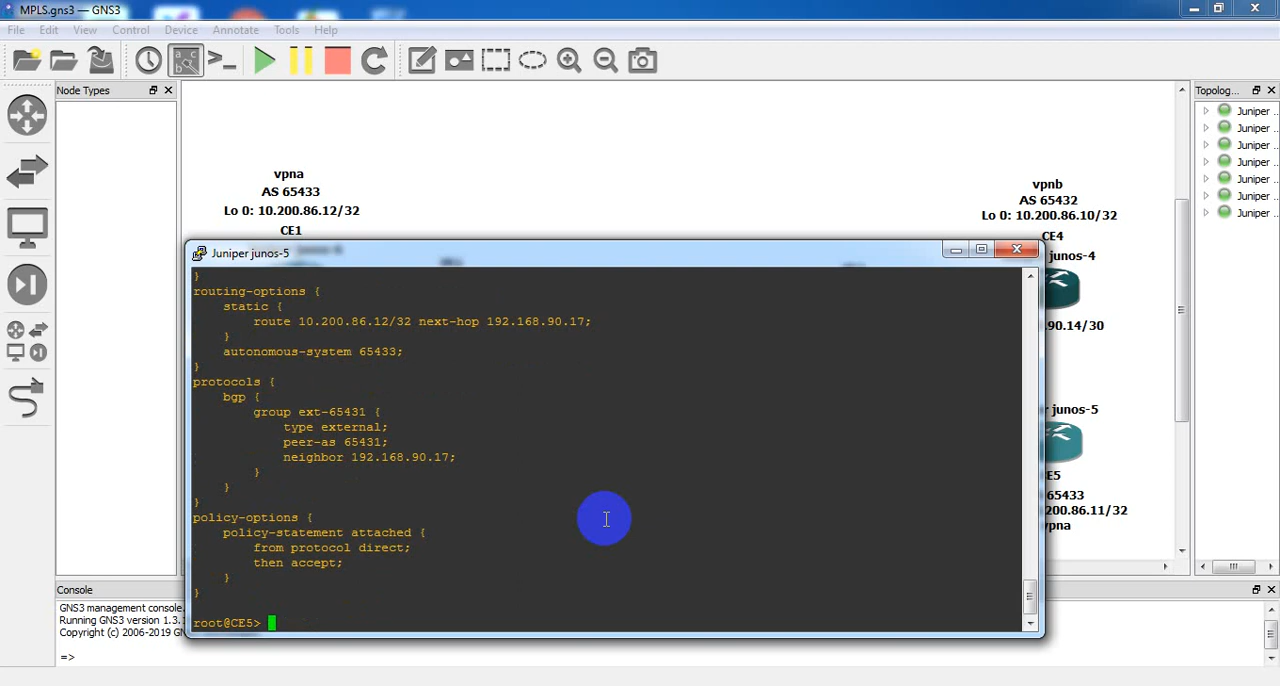 MPLS.gns3 — GNS3
File Edit View Control Device Annotate Tools Help
Node Types
Topolog...
Juniper ..
Juniper ..
Juniper ..
Juniper ..
Juniper ..
Juniper ..
Juniper ..
vpna
AS 65433
Lo 0: 10.200.86.12/32
CE1
vpnb
AS 65432
Lo 0: 10.200.86.10/32
CE4
junos-4
90.14/30
r junos-5
CE5
65433
200.86.11/32
vpna
Juniper junos-5
}
routing-options {
static {
route 10.200.86.12/32 next-hop 192.168.90.17;
}
autonomous-system 65433;
}
protocols {
bgp {
group ext-65431 {
type external;
peer-as 65431;
neighbor 192.168.90.17;
}
}
}
policy-options {
policy-statement attached {
from protocol direct;
then accept;
}
}
root@CE5>
Console
GNS3 management console.
Running GNS3 version 1.3.1
Copyright (c) 2006-2019 GN
=>